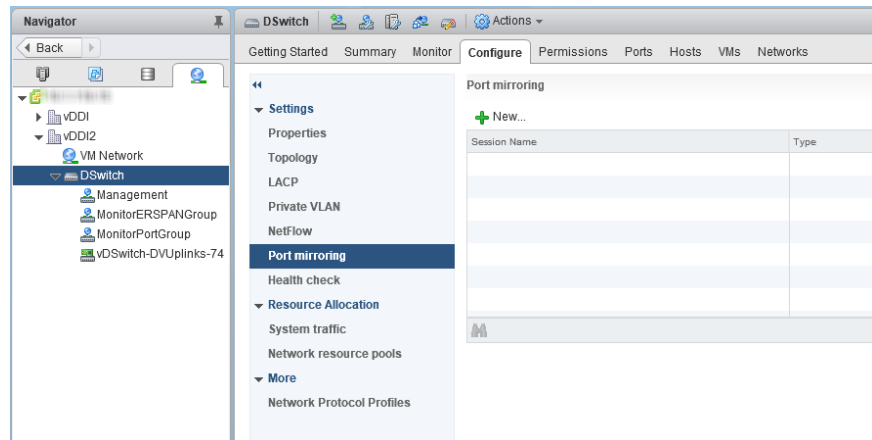 Navigator
DSwitch Actions
Back
Getting Started Summary Monitor Configure Permissions Ports Hosts VMs Networks
Port mirroring
Settings
New...
vDDI
Properties
Session Name Type
vDDI2
Topology
VM Network
DSwitch
LACP
Management
Private VLAN
MonitorERSPANGroup
NetFlow
MonitorPortGroup
Port mirroring
vDSwitch-DVUplinks-74
Health check
Resource Allocation
System traffic
Network resource pools
More
Network Protocol Profiles